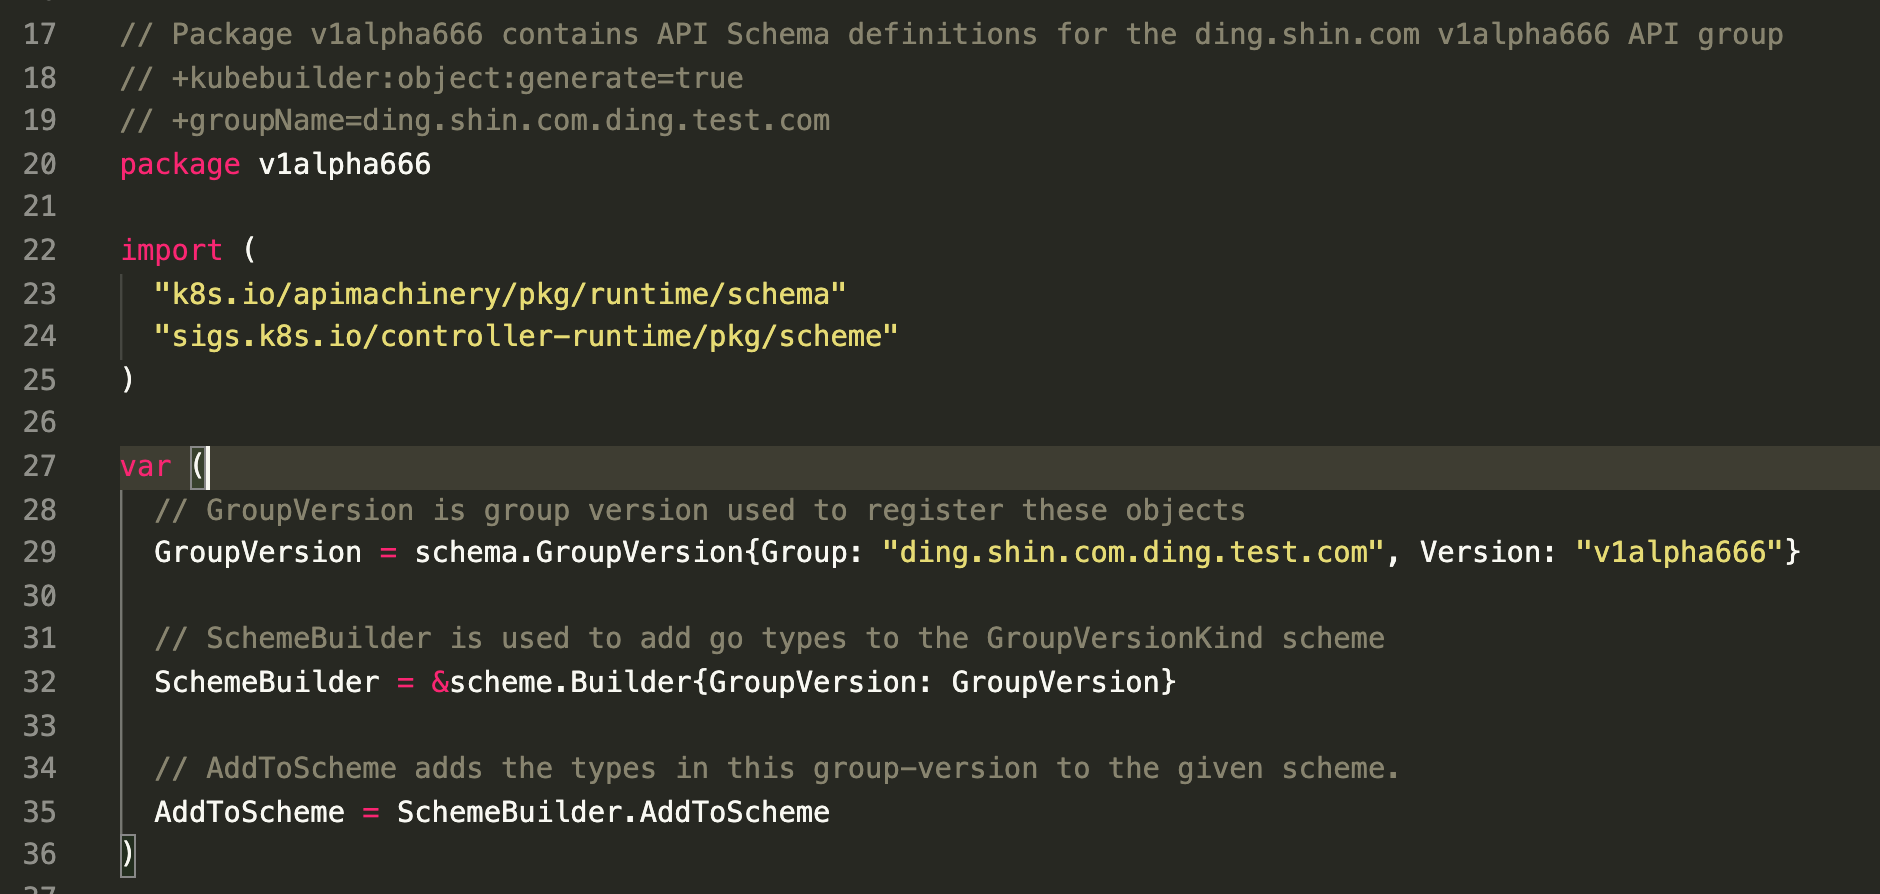 17 // Package v1alpha666 contains API Schema definitions for the ding.shin.com v1alpha666 API group
18 // +kubebuilder:object:generate=true
19 // +groupName=ding.shin.com.ding.test.com
20 package v1alpha666
21
22 import (
23 "k8s.io/apimachinery/pkg/runtime/schema"
24 "sigs.k8s.io/controller-runtime/pkg/scheme"
25 )
26
27 var (
28 // GroupVersion is group version used to register these objects
29 GroupVersion = schema.GroupVersion{Group: "ding.shin.com.ding.test.com", Version: "v1alpha666"}
30
31 // SchemeBuilder is used to add go types to the GroupVersionKind scheme
32 SchemeBuilder = &scheme.Builder{GroupVersion: GroupVersion}
33
34 // AddToScheme adds the types in this group-version to the given scheme.
35 AddToScheme = SchemeBuilder.AddToScheme
36 )
37